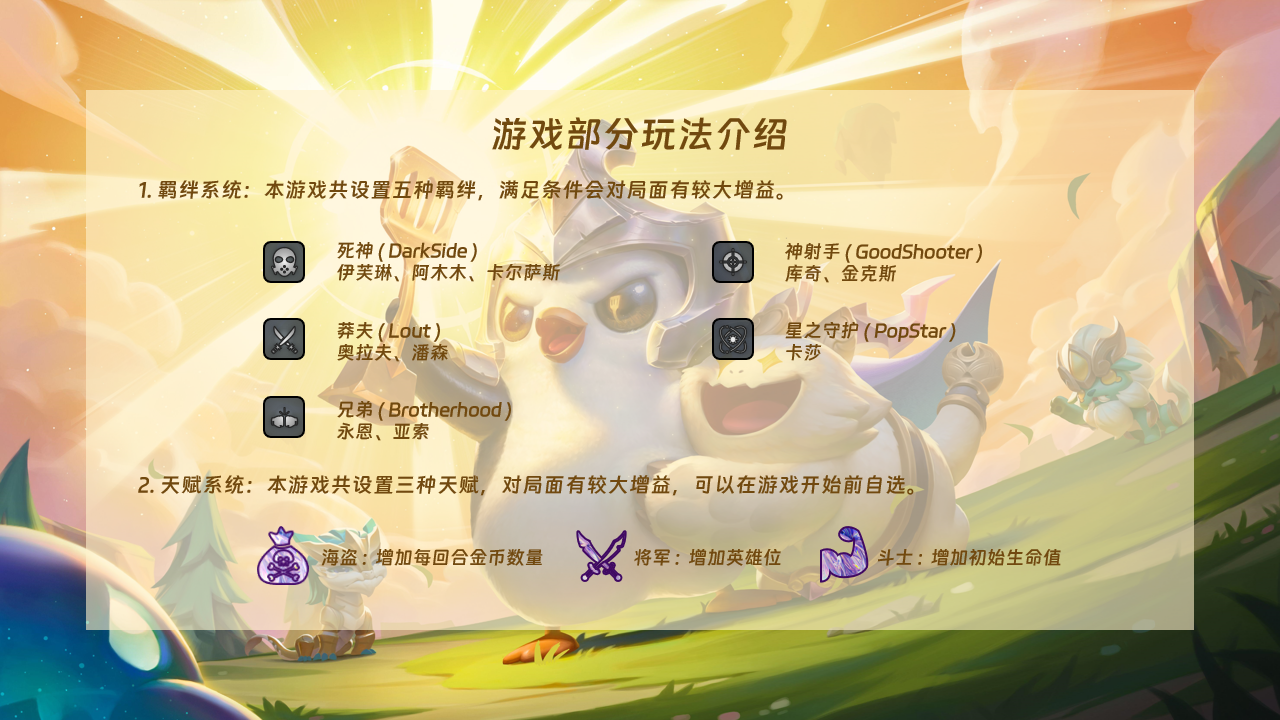 游戏部分玩法介绍
1. 羁绊系统：本游戏共设置五种羁绊，满足条件会对局面有较大增益。
死神 ( DarkSide )
伊芙琳、阿木木、卡尔萨斯
神射手 ( GoodShooter )
库奇、金克斯
莽夫 ( Lout )
奥拉夫、潘森
星之守护 ( PopStar )
卡莎
兄弟 ( Brotherhood )
永恩、亚索
2. 天赋系统：本游戏共设置三种天赋，对局面有较大增益，可以在游戏开始前自选。
海盗 : 增加每回合金币数量
将军 : 增加英雄位
斗士 : 增加初始生命值